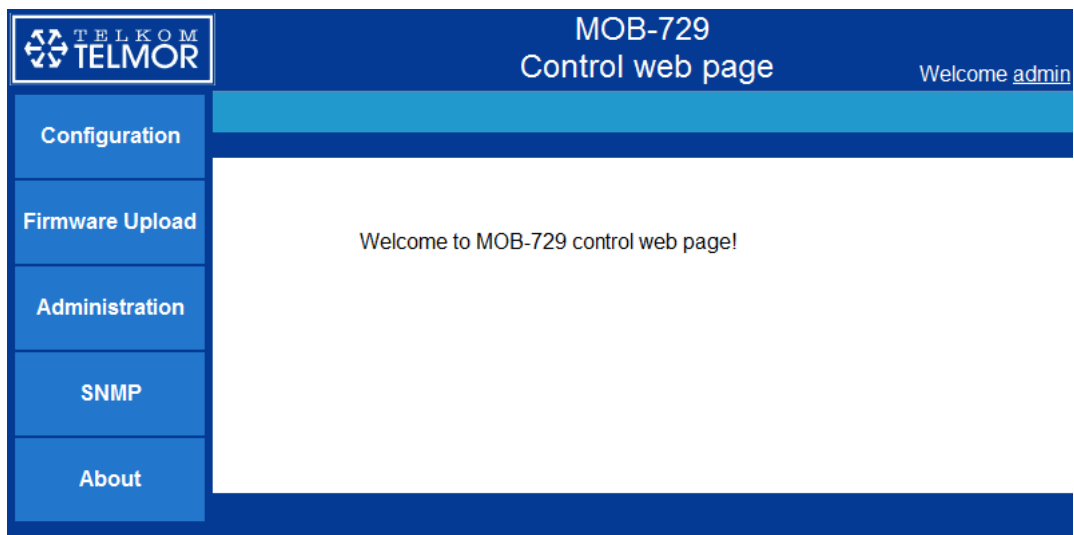 TELKOM
TELMOR
MOB-729
Control web page
Welcome admin
Configuration
Firmware Upload
Welcome to MOB-729 control web page!
Administration
SNMP
About